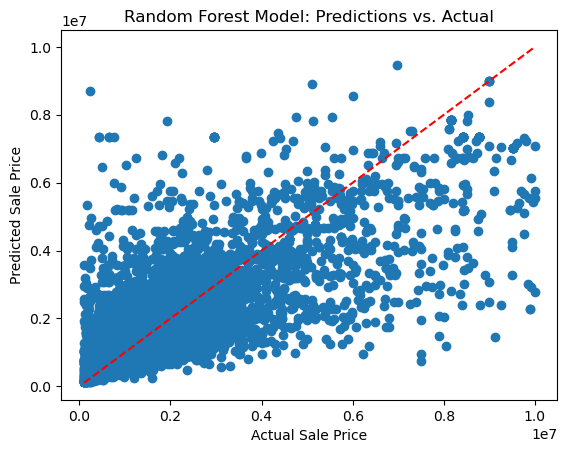 Random Forest Model: Predictions vs. Actual
1e7
1.0
0.8
0.6
0.4
0.2
0.0
Predicted Sale Price
0.0 0.2 0.4 0.6 0.8 1.0
1e7
Actual Sale Price